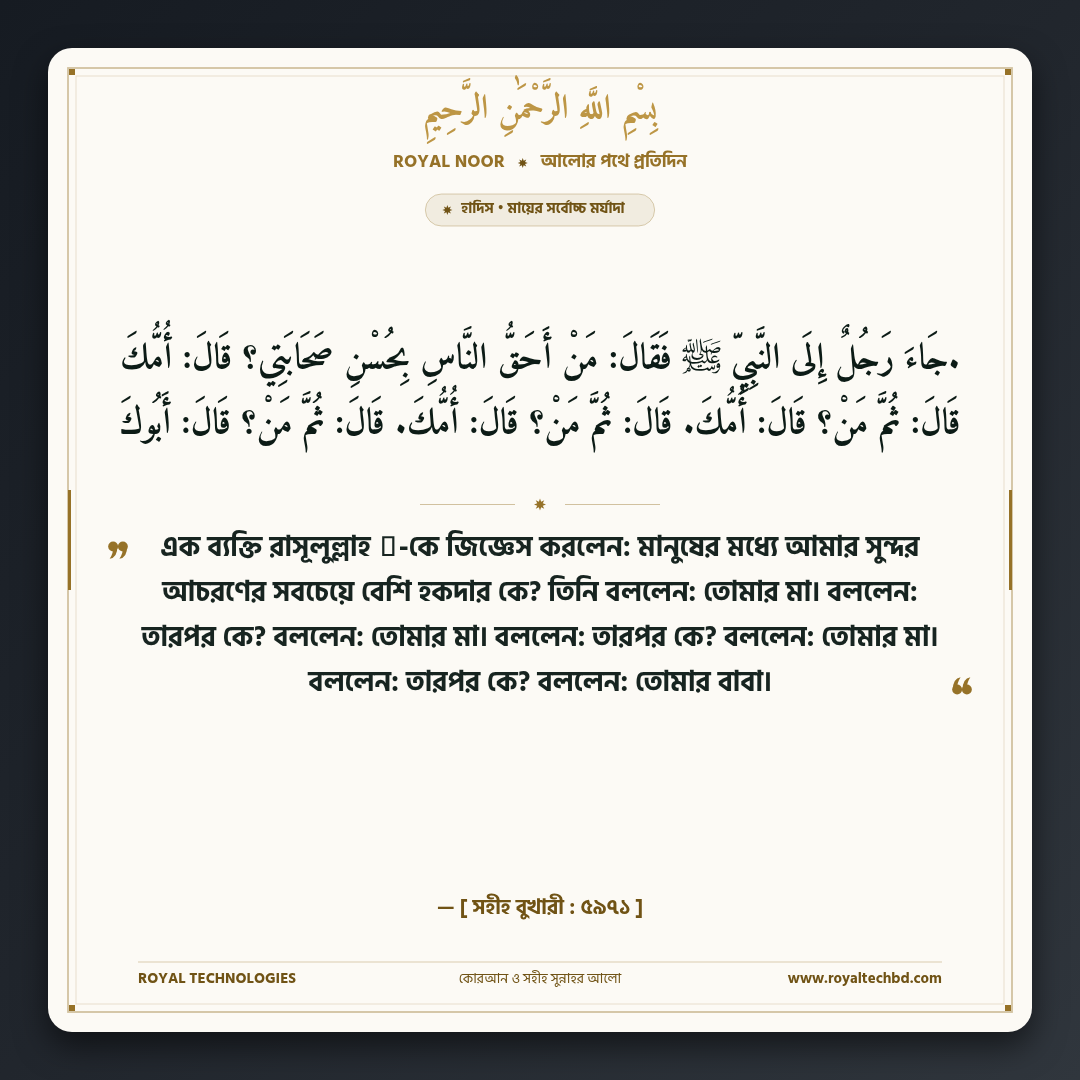 بِسْمِ اللَّهِ الرَّحْمَٰنِ الرَّحِيمِ
ROYAL NOOR ✸ আলোর পথে প্রতিদিন
✸ হাদিস • মায়ের সর্বোচ্চ মর্যাদা
.جَاءَ رَجُلٌ إِلَى النَّبِيِّ ﷺ فَقَالَ: مَنْ أَحَقُّ النَّاسِ بِحُسْنِ صَحَابَتِي؟ قَالَ: أُمُّكَ
قَالَ: ثُمَّ مَنْ؟ قَالَ: أُمُّكَ. قَالَ: ثُمَّ مَنْ؟ قَالَ: أُمُّكَ. قَالَ: ثُمَّ مَنْ؟ قَالَ: أَبُوكَ
❞ এক ব্যক্তি রাসূলুল্লাহ ▯-কে জিজ্ঞেস করলেন: মানুষের মধ্যে আমার সুন্দর
আচরণের সবচেয়ে বেশি হকদার কে? তিনি বললেন: তোমার মা। বললেন:
তারপর কে? বললেন: তোমার মা। বললেন: তারপর কে? বললেন: তোমার মা।
বললেন: তারপর কে? বললেন: তোমার বাবা। ❝
— [ সহীহ বুখারী : ৫৯৭১ ]
ROYAL TECHNOLOGIES কোরআন ও সহীহ সুন্নাহর আলো www.royaltechbd.com